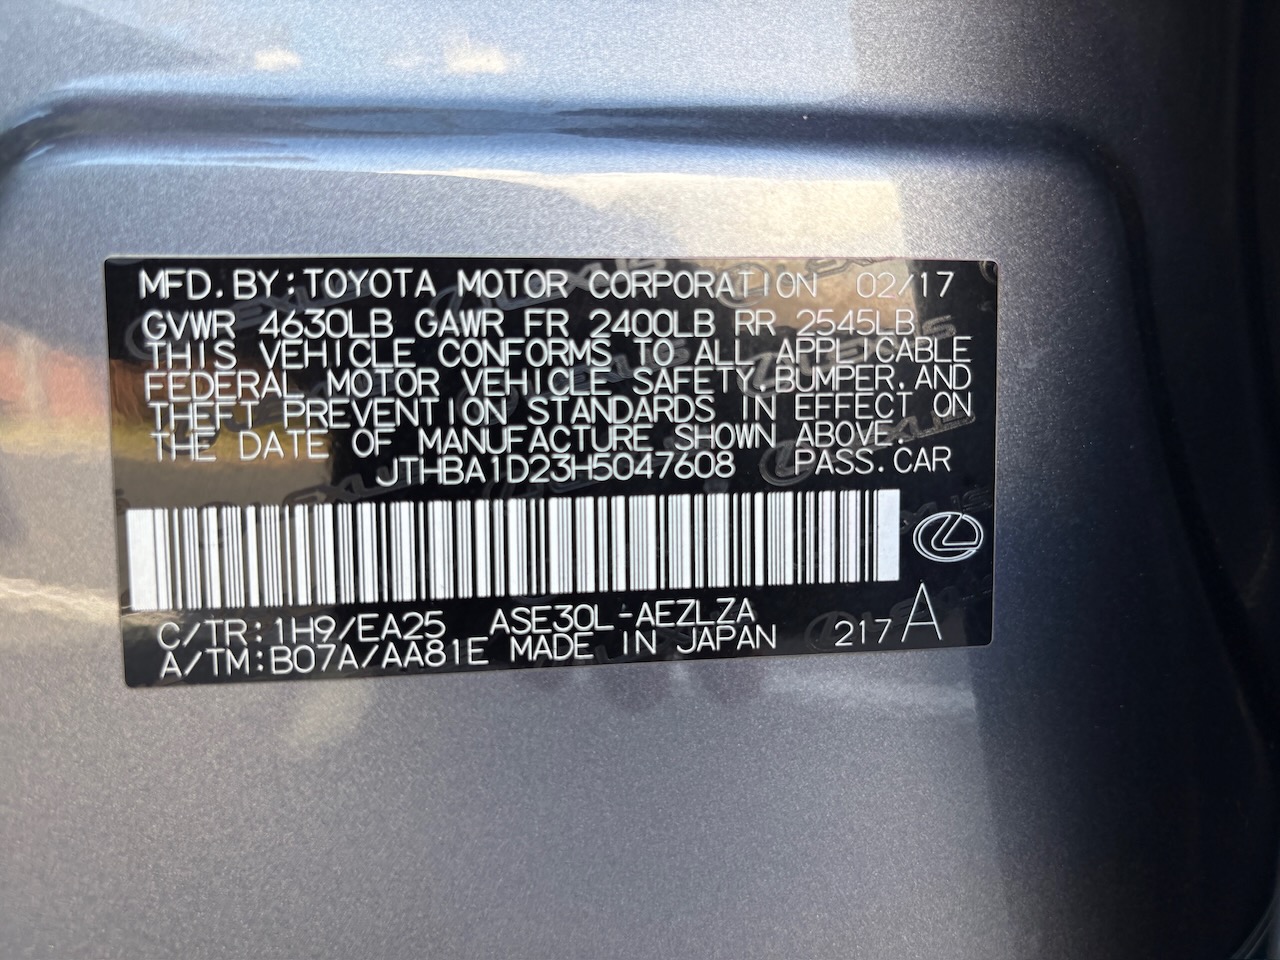 MFD. BY: TOYOTA MOTOR CORPORATION 02/17
GVWR 4630LB GAWR FR 2400LB RR 2545LB
THIS VEHICLE CONFORMS TO ALL APPLICABLE
FEDERAL MOTOR VEHICLE SAFETY, BUMPER, AND
THEFT PREVENTION STANDARDS IN EFFECT ON
THE DATE OF MANUFACTURE SHOWN ABOVE.
JTHBA1D23H5047608 PASS. CAR
C/TR: 1H9/EA25 ASE30L-AEZLZA
A/TM: B07A/AA81E MADE IN JAPAN 217 A